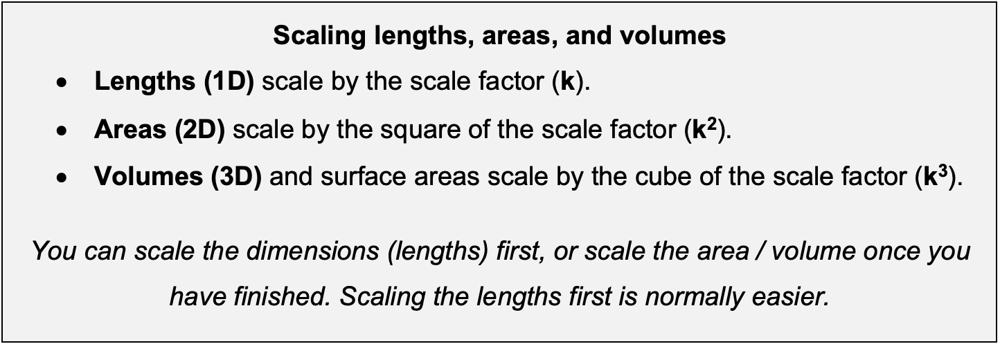 Scaling lengths, areas, and volumes
• Lengths (1D) scale by the scale factor (k).
• Areas (2D) scale by the square of the scale factor (k²).
• Volumes (3D) and surface areas scale by the cube of the scale factor (k³).
You can scale the dimensions (lengths) first, or scale the area / volume once you
have finished. Scaling the lengths first is normally easier.